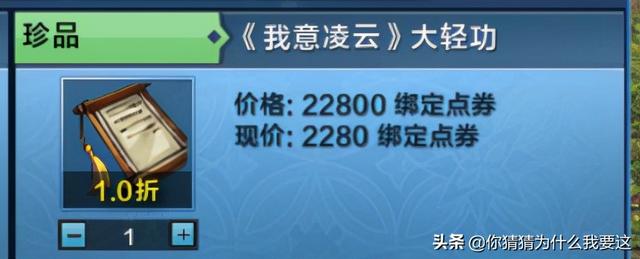 珍品
《我意凌云》大轻功
价格: 22800 绑定点券
现价: 2280 绑定点券
1.0折
1
头条 @你猜猜为什么我要这